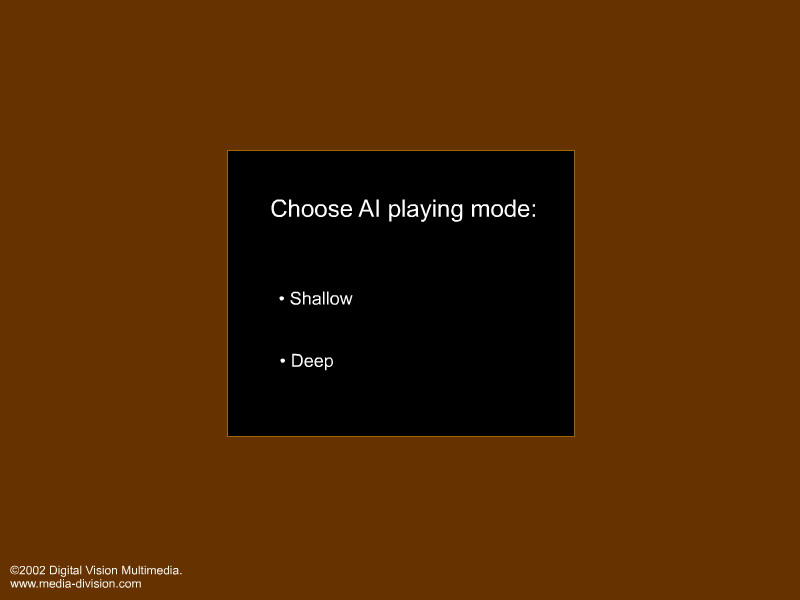 Choose AI playing mode:
• Shallow
• Deep
©2002 Digital Vision Multimedia.
www.media-division.com